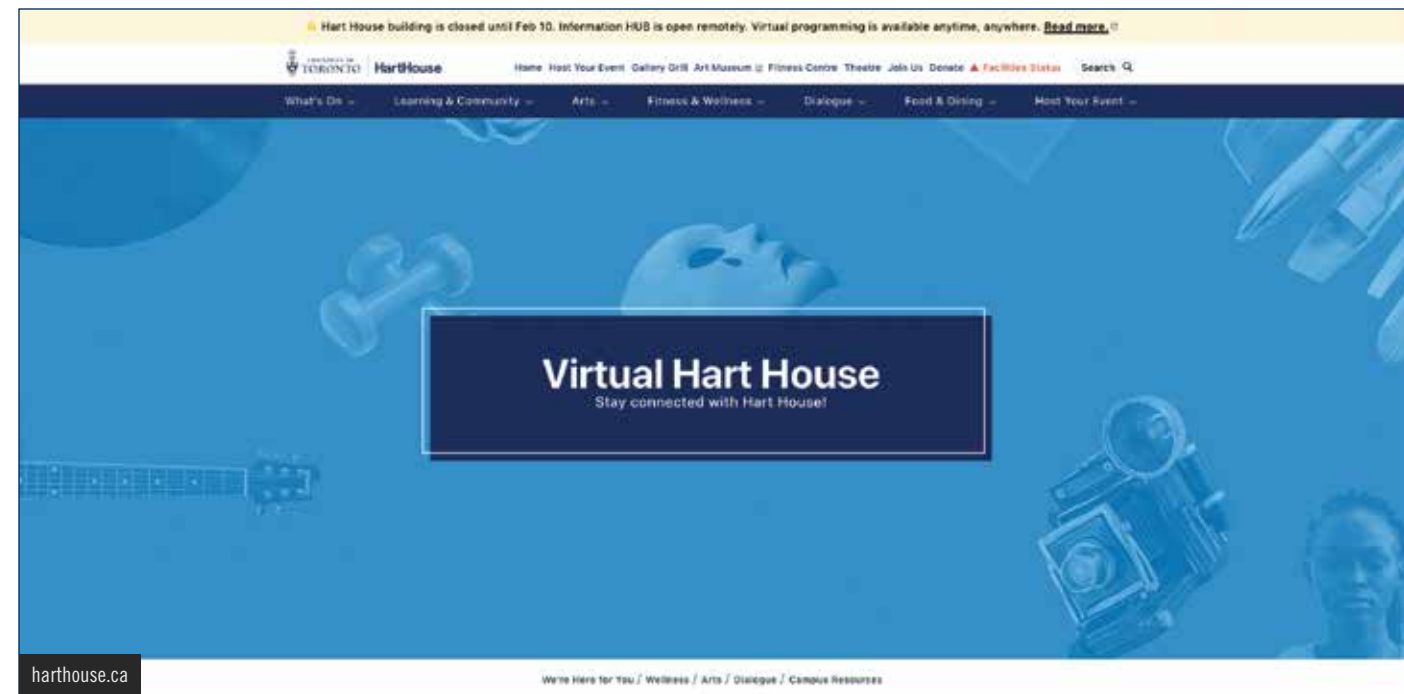 Hart House building is closed until Feb 10. Information HUB is open remotely. Virtual programming is available anytime, anywhere. Read more.
UNIVERSITY OF
TORONTO HartHouse Home Host Your Event Gallery Grill Art Museum Fitness Centre Theatre Join Us Donate Facilities Status Search
What's On Learning & Community Arts Fitness & Wellness Dialogue Food & Dining Host Your Event
Virtual Hart House
Stay connected with Hart House!
harthouse.ca
We're Here for You / Wellness / Arts / Dialogue / Campus Resources